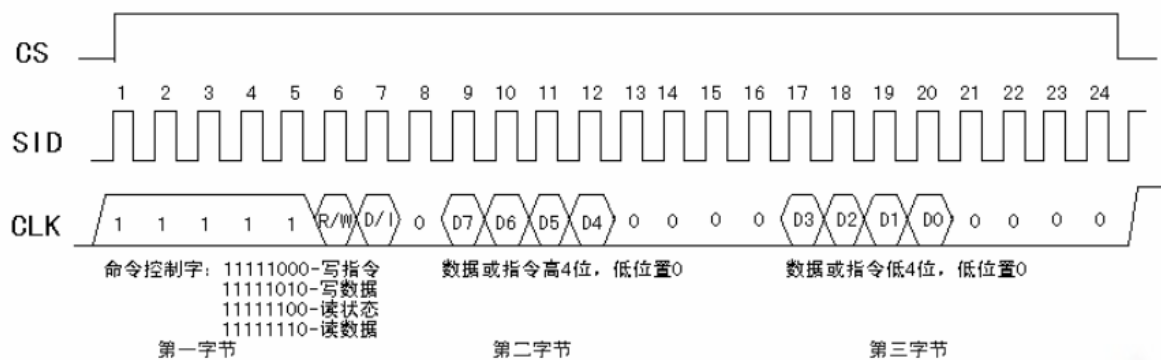 CS
1 2 3 4 5 6 7 8 9 10 11 12 13 14 15 16 17 18 19 20 21 22 23 24
SID
CLK 1 1 1 1 1 R/W D/I 0 D7 D6 D5 D4 0 0 0 0 D3 D2 D1 D0 0 0 0 0
命令控制字: 11111000-写指令 数据或指令高4位，低位置0 数据或指令低4位，低位置0
11111010-写数据
11111100-读状态
11111110-读数据
第一字节 第二字节 第三字节